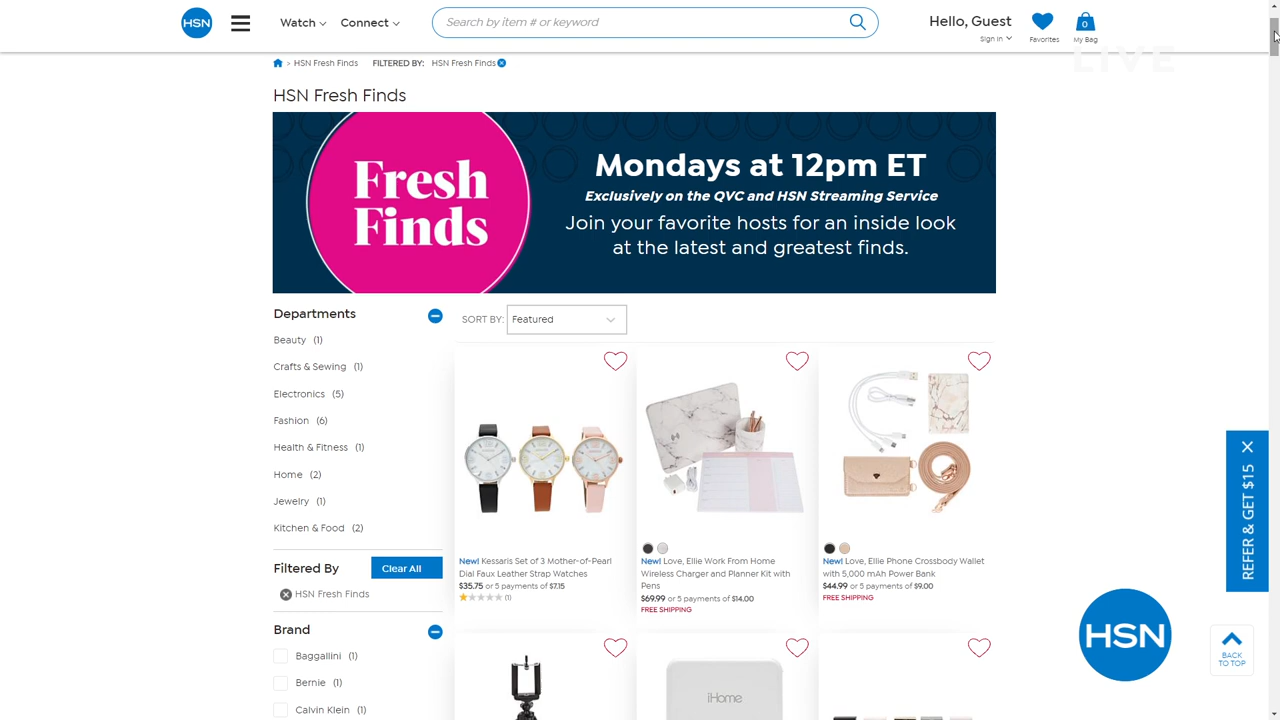 HSN
Watch
Connect
Search by item # or keyword
Hello, Guest
Sign In
Favorites
0
My Bag
LIVE
> HSN Fresh Finds
FILTERED BY:
HSN Fresh Finds
HSN Fresh Finds
Fresh
Finds
Mondays at 12pm ET
Exclusively on the QVC and HSN Streaming Service
Join your favorite hosts for an inside look
at the latest and greatest finds.
Departments
Beauty (1)
Crafts & Sewing (1)
Electronics (5)
Fashion (6)
Health & Fitness (1)
Home (2)
Jewelry (1)
Kitchen & Food (2)
Filtered By
Clear All
HSN Fresh Finds
Brand
Baggallini (1)
Bernie (1)
Calvin Klein (1)
SORT BY:
Featured
New! Kessaris Set of 3 Mother-of-Pearl
Dial Faux Leather Strap Watches
$35.75 or 5 payments of $7.15
(1)
New! Love, Ellie Work From Home
Wireless Charger and Planner Kit with
Pens
$69.99 or 5 payments of $14.00
FREE SHIPPING
New! Love, Ellie Phone Crossbody Wallet
with 5,000 mAh Power Bank
$44.99 or 5 payments of $9.00
FREE SHIPPING
iHome
REFER & GET $15
HSN
BACK
TO TOP